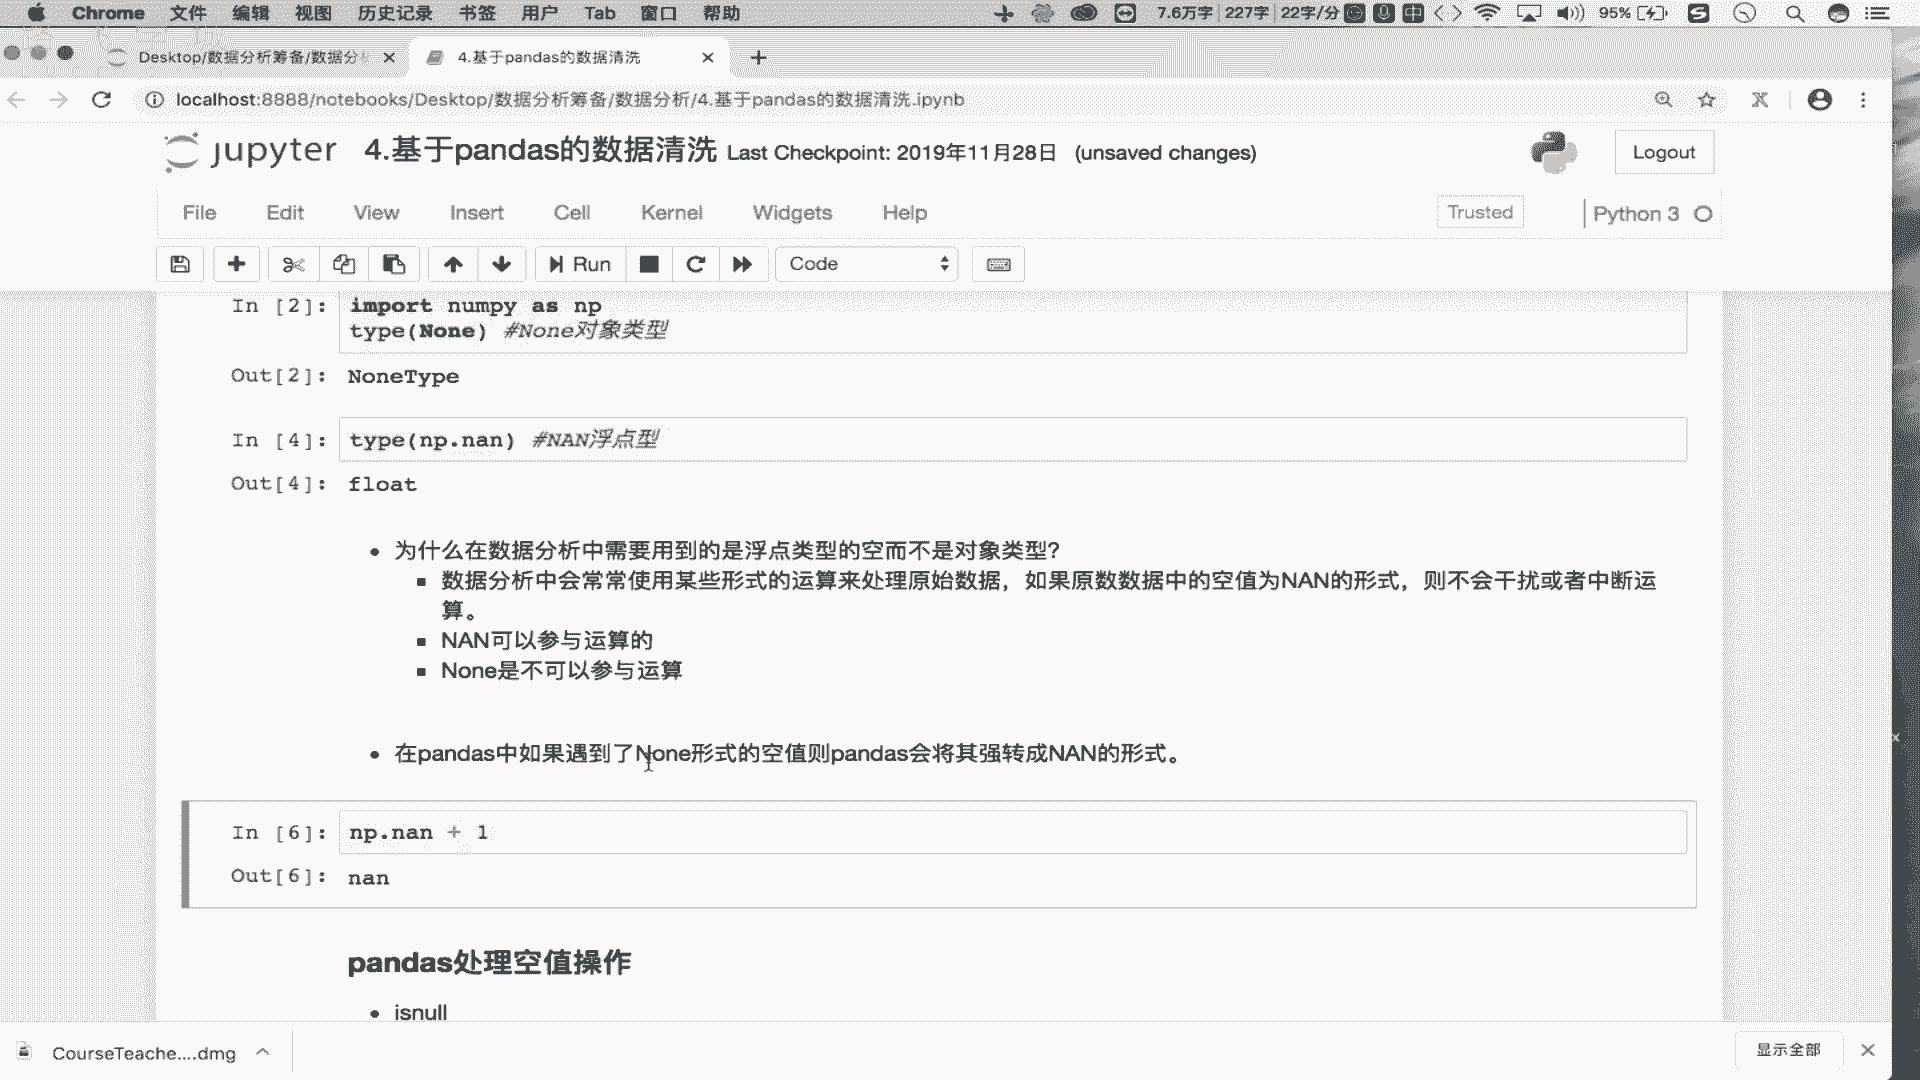 Chrome 文件 编辑 视图 历史记录 书签 用户 Tab 窗口 帮助 7.6万字 227字 22字/分 中 95%
Desktop/数据分析筹备/数据分 4.基于pandas的数据清洗
localhost:8888/notebooks/Desktop/数据分析筹备/数据分析/4.基于pandas的数据清洗.ipynb
jupyter 4.基于pandas的数据清洗 Last Checkpoint: 2019年11月28日 (unsaved changes) Logout
File Edit View Insert Cell Kernel Widgets Help Trusted Python 3
Run Code
In [2]: import numpy as np
type(None) #None对象类型
Out[2]: NoneType
In [4]: type(np.nan) #NAN浮点型
Out[4]: float
为什么在数据分析中需要用到的是浮点类型的空而不是对象类型?
数据分析中会常常使用某些形式的运算来处理原始数据，如果原数数据中的空值为NAN的形式，则不会干扰或者中断运
算。
NAN可以参与运算的
None是不可以参与运算
在pandas中如果遇到了None形式的空值则pandas会将其强转成NAN的形式。
In [6]: np.nan + 1
Out[6]: nan
pandas处理空值操作
isnull
CourseTeache....dmg 显示全部